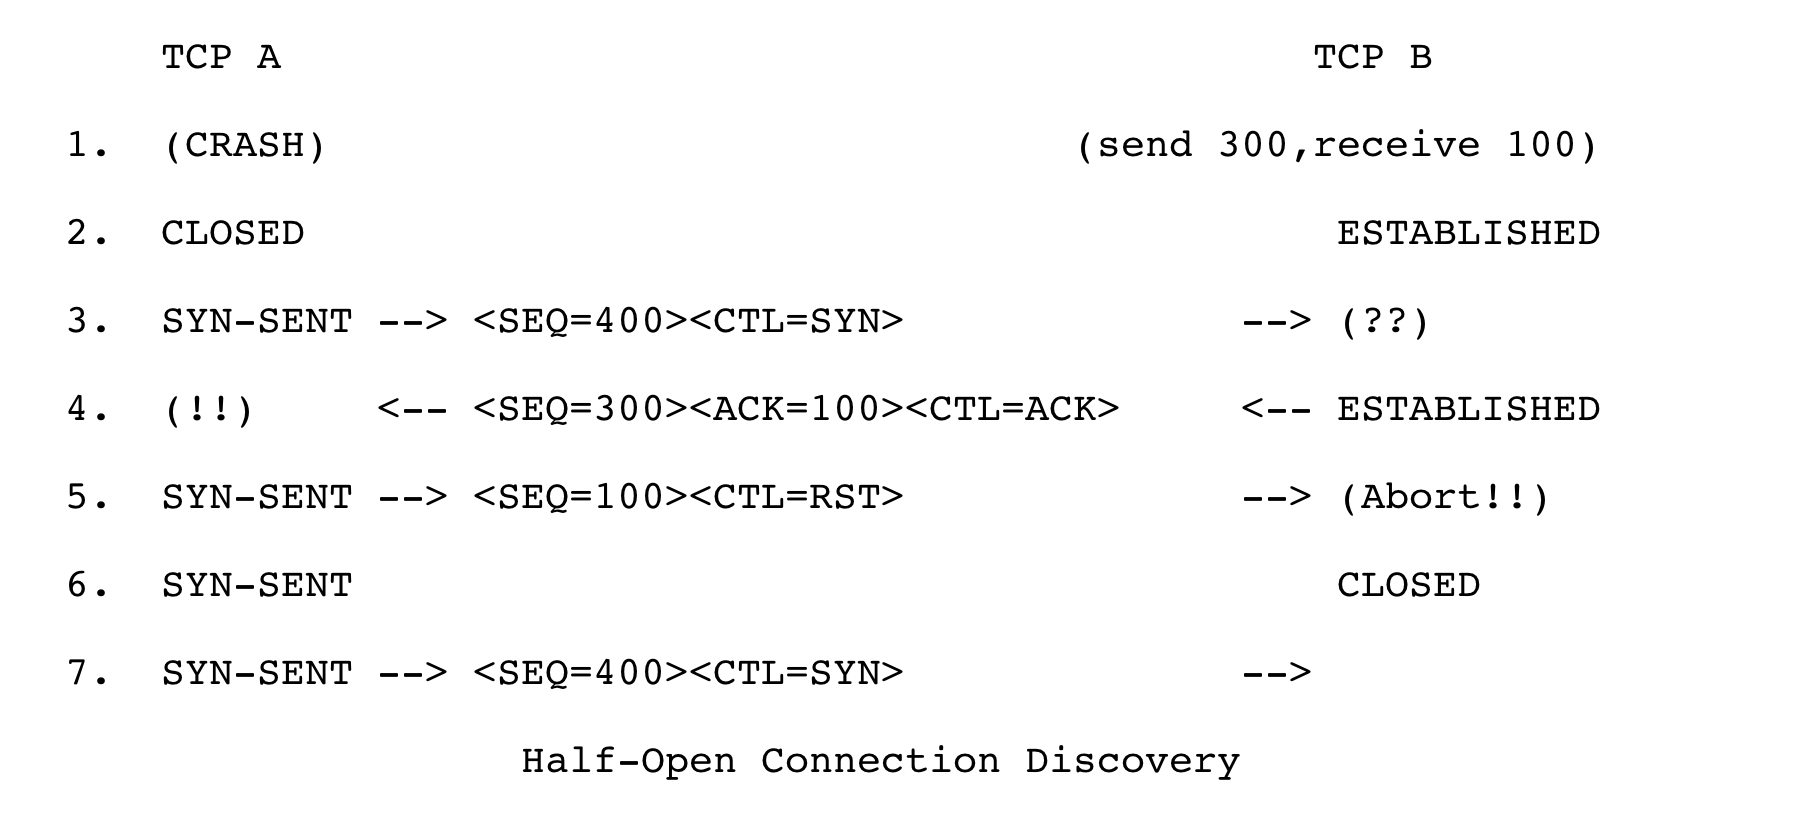 TCP A                                           TCP B
1.  (CRASH)                               (send 300,receive 100)
2.  CLOSED                                           ESTABLISHED
3.  SYN-SENT --> <SEQ=400><CTL=SYN>              --> (??)
4.  (!!)     <-- <SEQ=300><ACK=100><CTL=ACK>     <-- ESTABLISHED
5.  SYN-SENT --> <SEQ=100><CTL=RST>              --> (Abort!!)
6.  SYN-SENT                                         CLOSED
7.  SYN-SENT --> <SEQ=400><CTL=SYN>              -->
Half-Open Connection Discovery